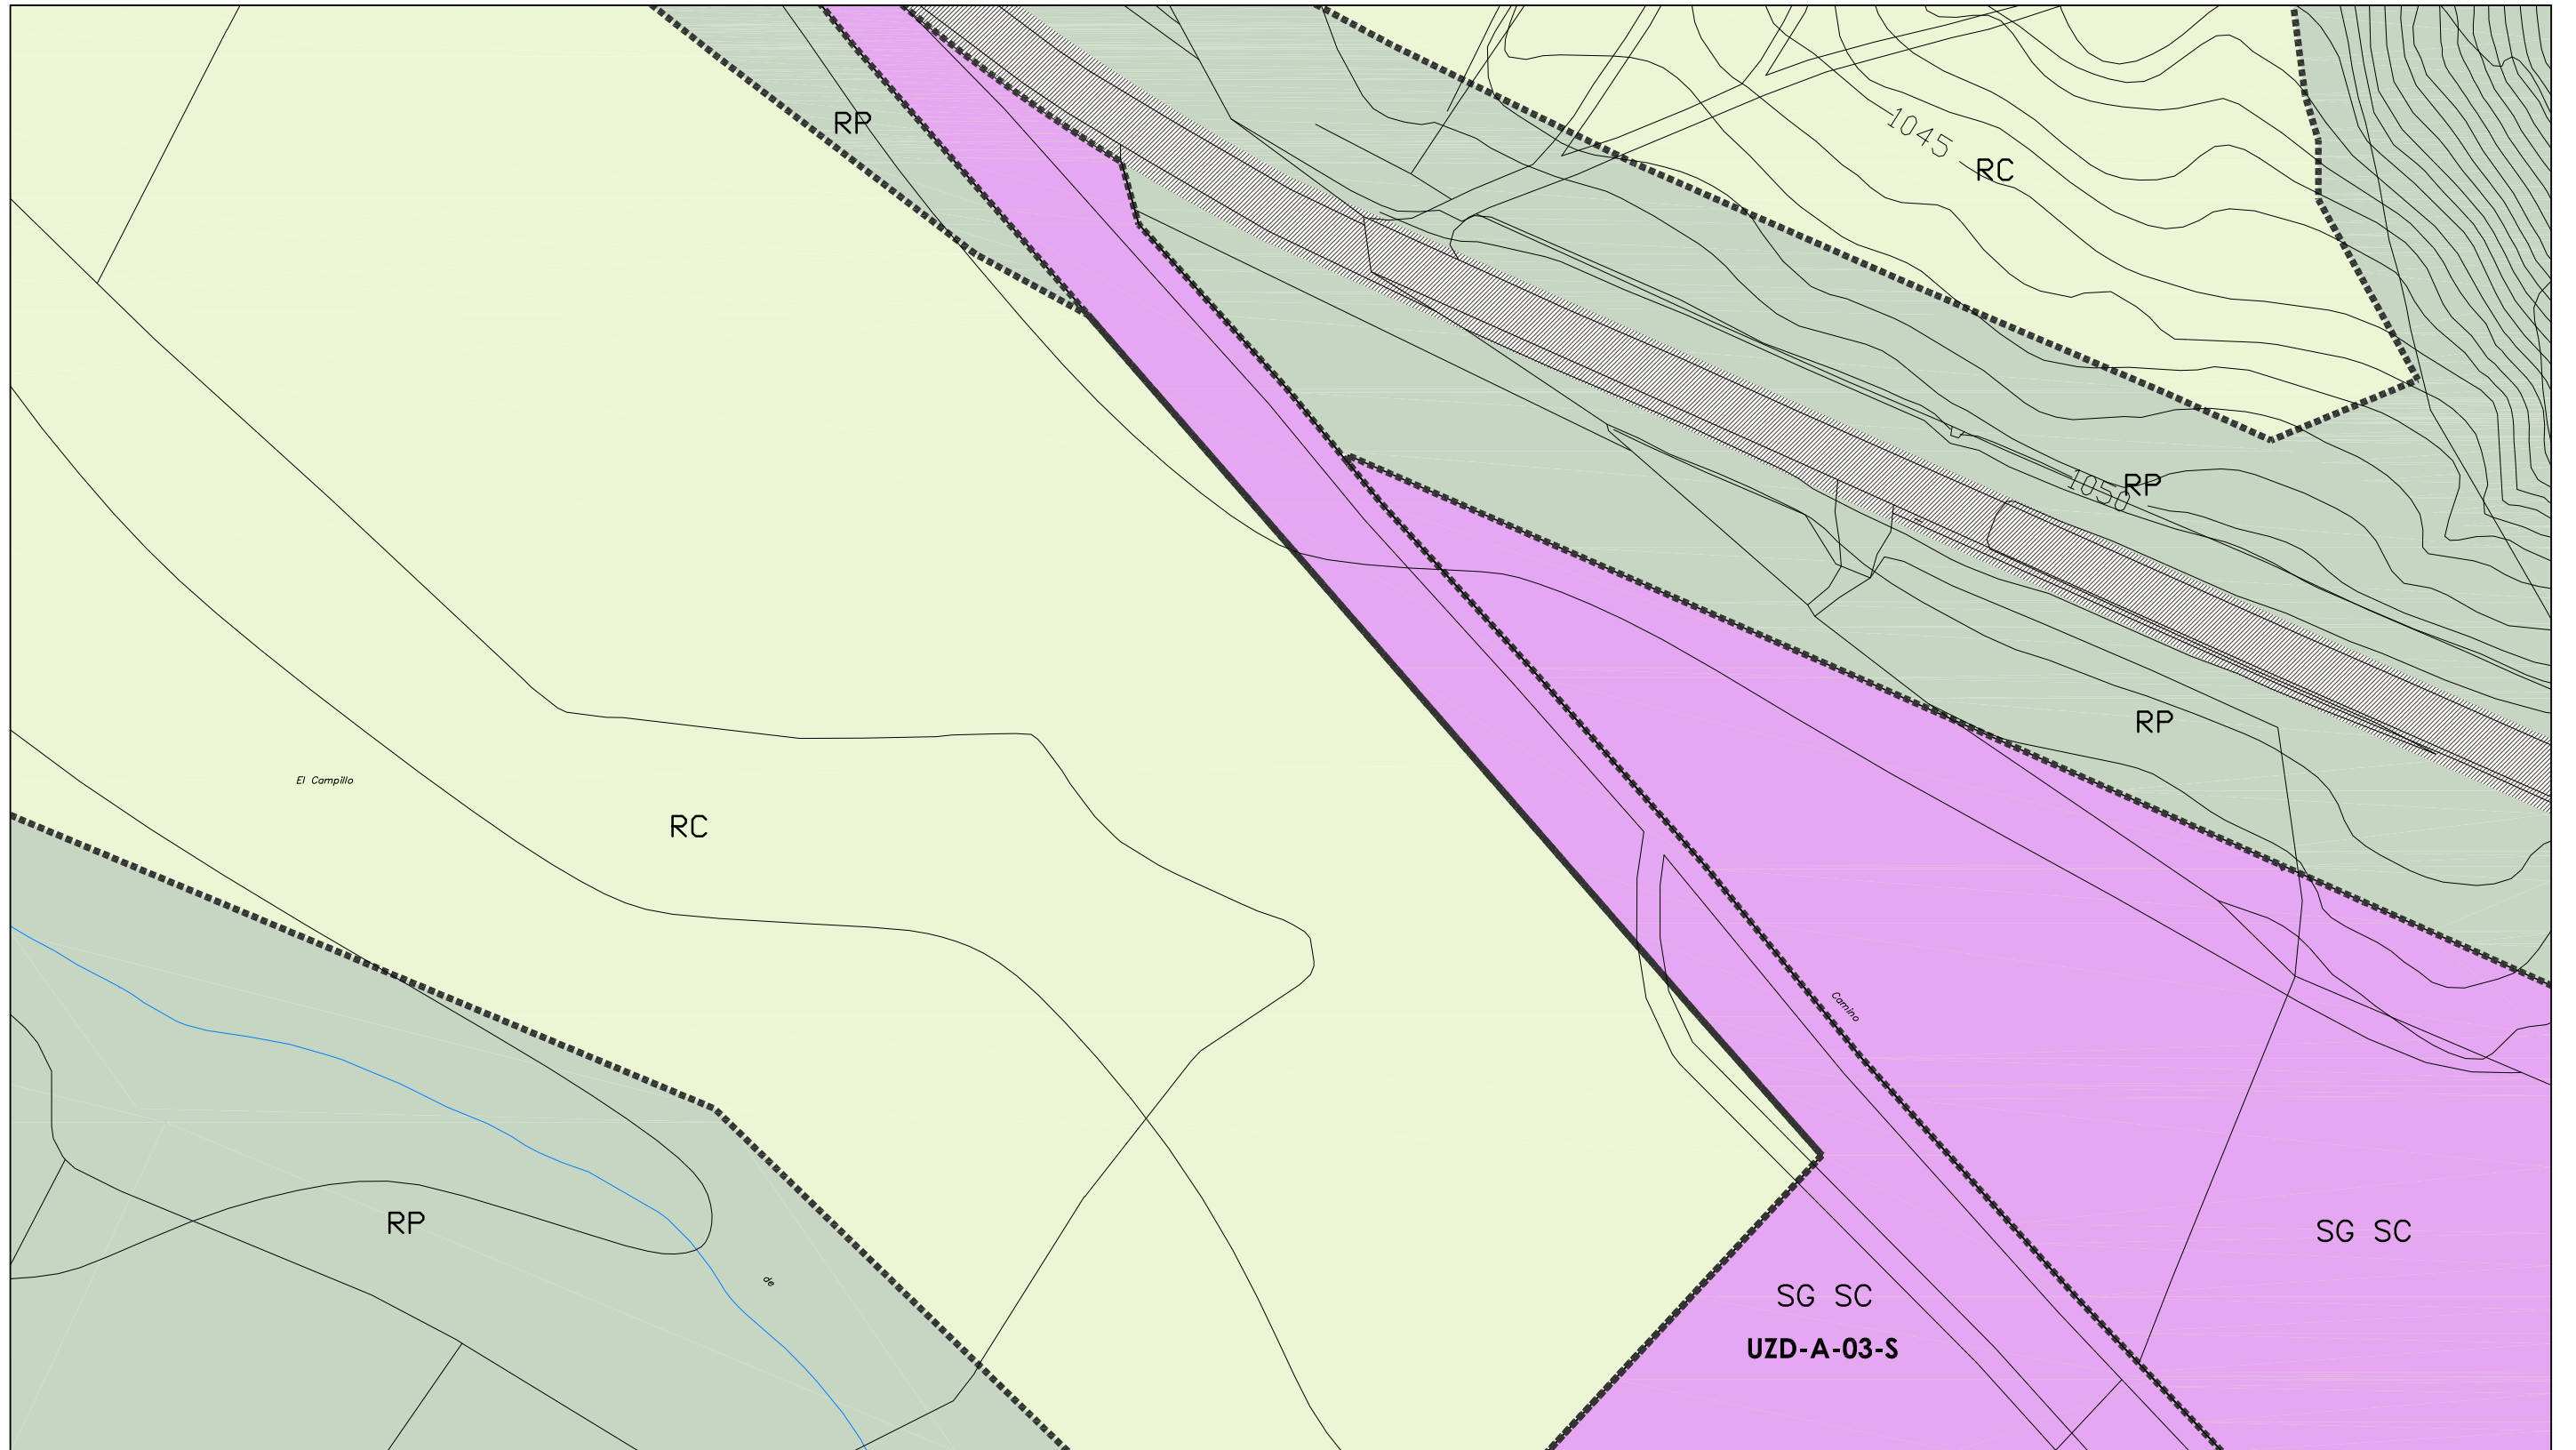 RP
1045
RC
1050
RP
RP
El Campillo
RC
Camino
RP
SG SC
de
SG SC
UZD-A-03-S